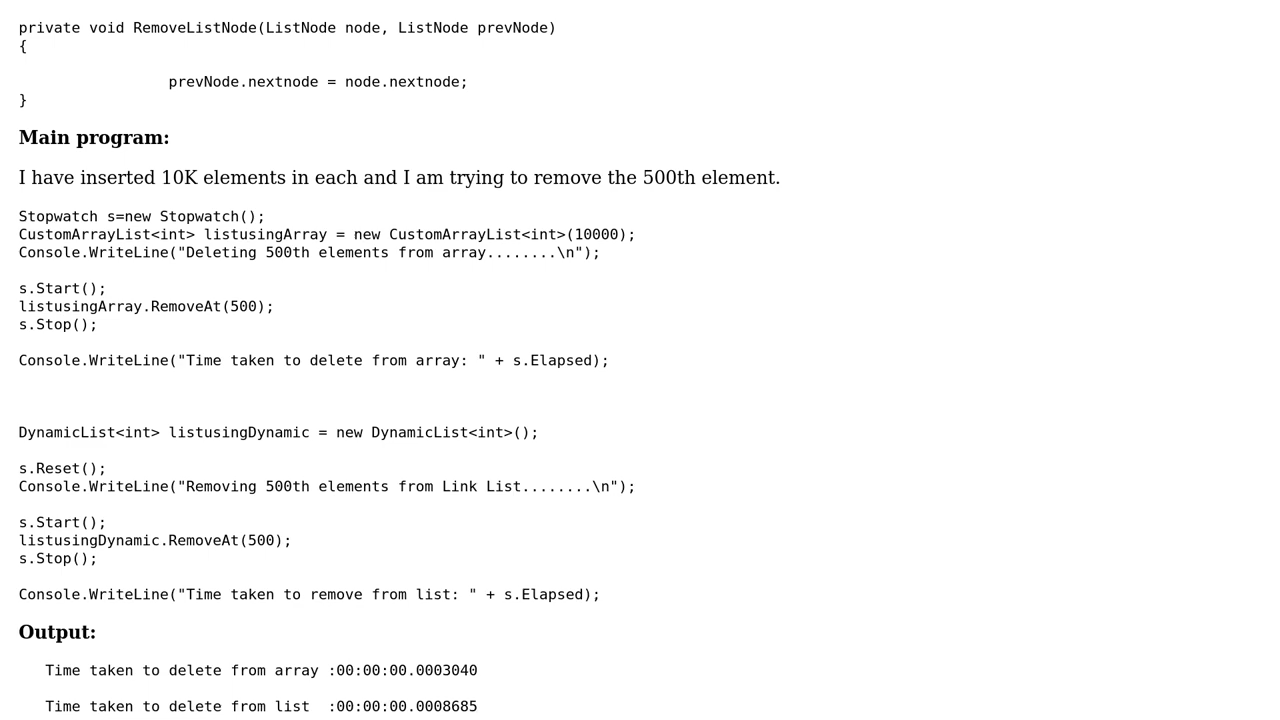 private void RemoveListNode(ListNode node, ListNode prevNode)
{
prevNode.nextnode = node.nextnode;
}
Main program:
I have inserted 10K elements in each and I am trying to remove the 500th element.
Stopwatch s=new Stopwatch();
CustomArrayList<int> listusingArray = new CustomArrayList<int>(10000);
Console.WriteLine("Deleting 500th elements from array........\n");
s.Start();
listusingArray.RemoveAt(500);
s.Stop();
Console.WriteLine("Time taken to delete from array: " + s.Elapsed);
DynamicList<int> listusingDynamic = new DynamicList<int>();
s.Reset();
Console.WriteLine("Removing 500th elements from Link List........\n");
s.Start();
listusingDynamic.RemoveAt(500);
s.Stop();
Console.WriteLine("Time taken to remove from list: " + s.Elapsed);
Output:
Time taken to delete from array :00:00:00.0003040
Time taken to delete from list  :00:00:00.0008685